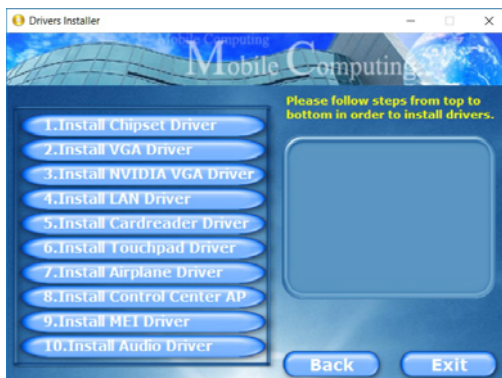 Drivers Installer
Mobile Computing
Mobile Computing
Please follow steps from top to
bottom in order to install drivers.
1.Install Chipset Driver
2.Install VGA Driver
3.Install NVIDIA VGA Driver
4.Install LAN Driver
5.Install Cardreader Driver
6.Install Touchpad Driver
7.Install Airplane Driver
8.Install Control Center AP
9.Install MEI Driver
10.Install Audio Driver
Back
Exit